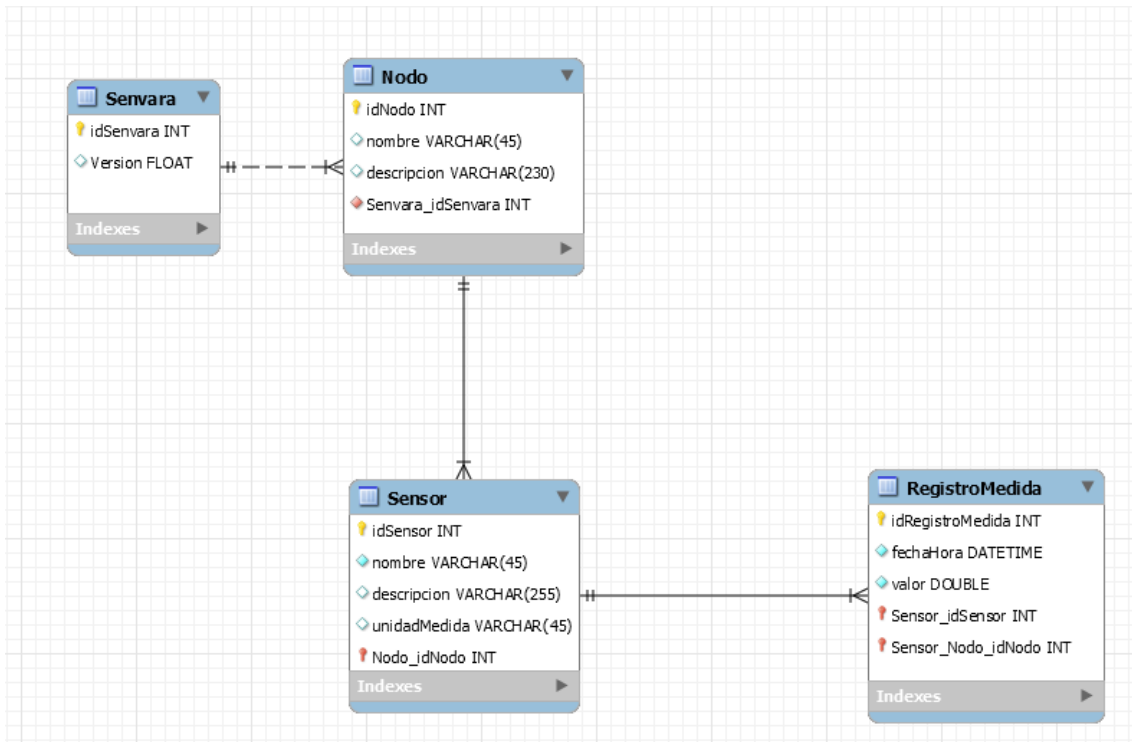 Senvara
idSenvara INT
Version FLOAT
Indexes
Nodo
idNodo INT
nombre VARCHAR(45)
descripcion VARCHAR(230)
Senvara_idSenvara INT
Indexes
Sensor
idSensor INT
nombre VARCHAR(45)
descripcion VARCHAR(255)
unidadMedida VARCHAR(45)
Nodo_idNodo INT
Indexes
RegistroMedida
idRegistroMedida INT
fechaHora DATETIME
valor DOUBLE
Sensor_idSensor INT
Sensor_Nodo_idNodo INT
Indexes